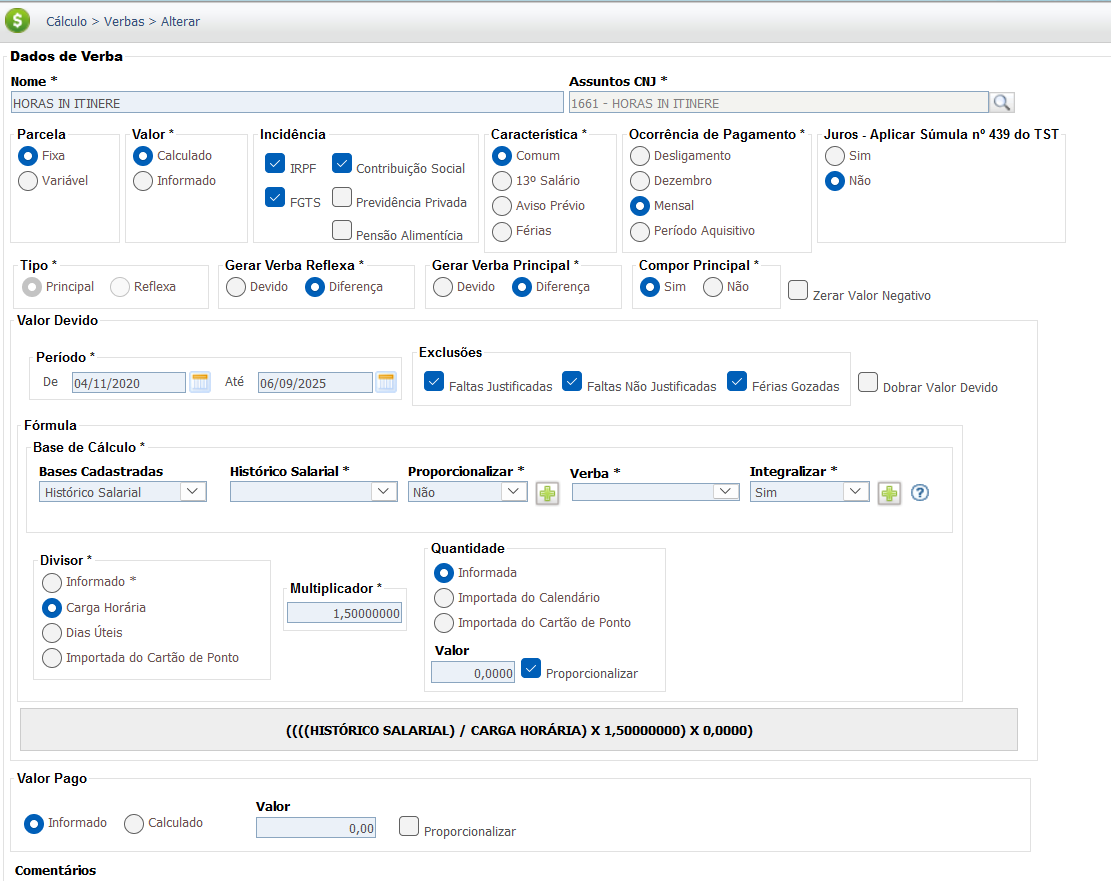 Cálculo > Verbas > Alterar
Dados de Verba
Nome * Assuntos CNJ *
HORAS IN ITINERE 1661 - HORAS IN ITINERE
Parcela Valor * Incidência Característica * Ocorrência de Pagamento * Juros - Aplicar Súmula nº 439 do TST
Fixa Calculado IRPF Contribuição Social Comum Desligamento Sim
Variável Informado FGTS Previdência Privada 13º Salário Dezembro Não
Pensão Alimentícia Aviso Prévio Mensal
Férias Período Aquisitivo
Tipo * Gerar Verba Reflexa * Gerar Verba Principal * Compor Principal *
Principal Reflexa Devido Diferença Devido Diferença Sim Não Zerar Valor Negativo
Valor Devido
Período * Exclusões
De 04/11/2020 Até 06/09/2025 Faltas Justificadas Faltas Não Justificadas Férias Gozadas Dobrar Valor Devido
Fórmula
Base de Cálculo *
Bases Cadastradas Histórico Salarial * Proporcionalizar * Verba * Integralizar *
Histórico Salarial Não Sim
Divisor * Multiplicador * Quantidade
Informado * Informada
Carga Horária 1,50000000 Importada do Calendário
Dias Úteis Importada do Cartão de Ponto
Importada do Cartão de Ponto Valor
0,0000 Proporcionalizar
((((HISTÓRICO SALARIAL) / CARGA HORÁRIA) X 1,50000000) X 0,0000)
Valor Pago
Informado Calculado Valor
0,00 Proporcionalizar
Comentários